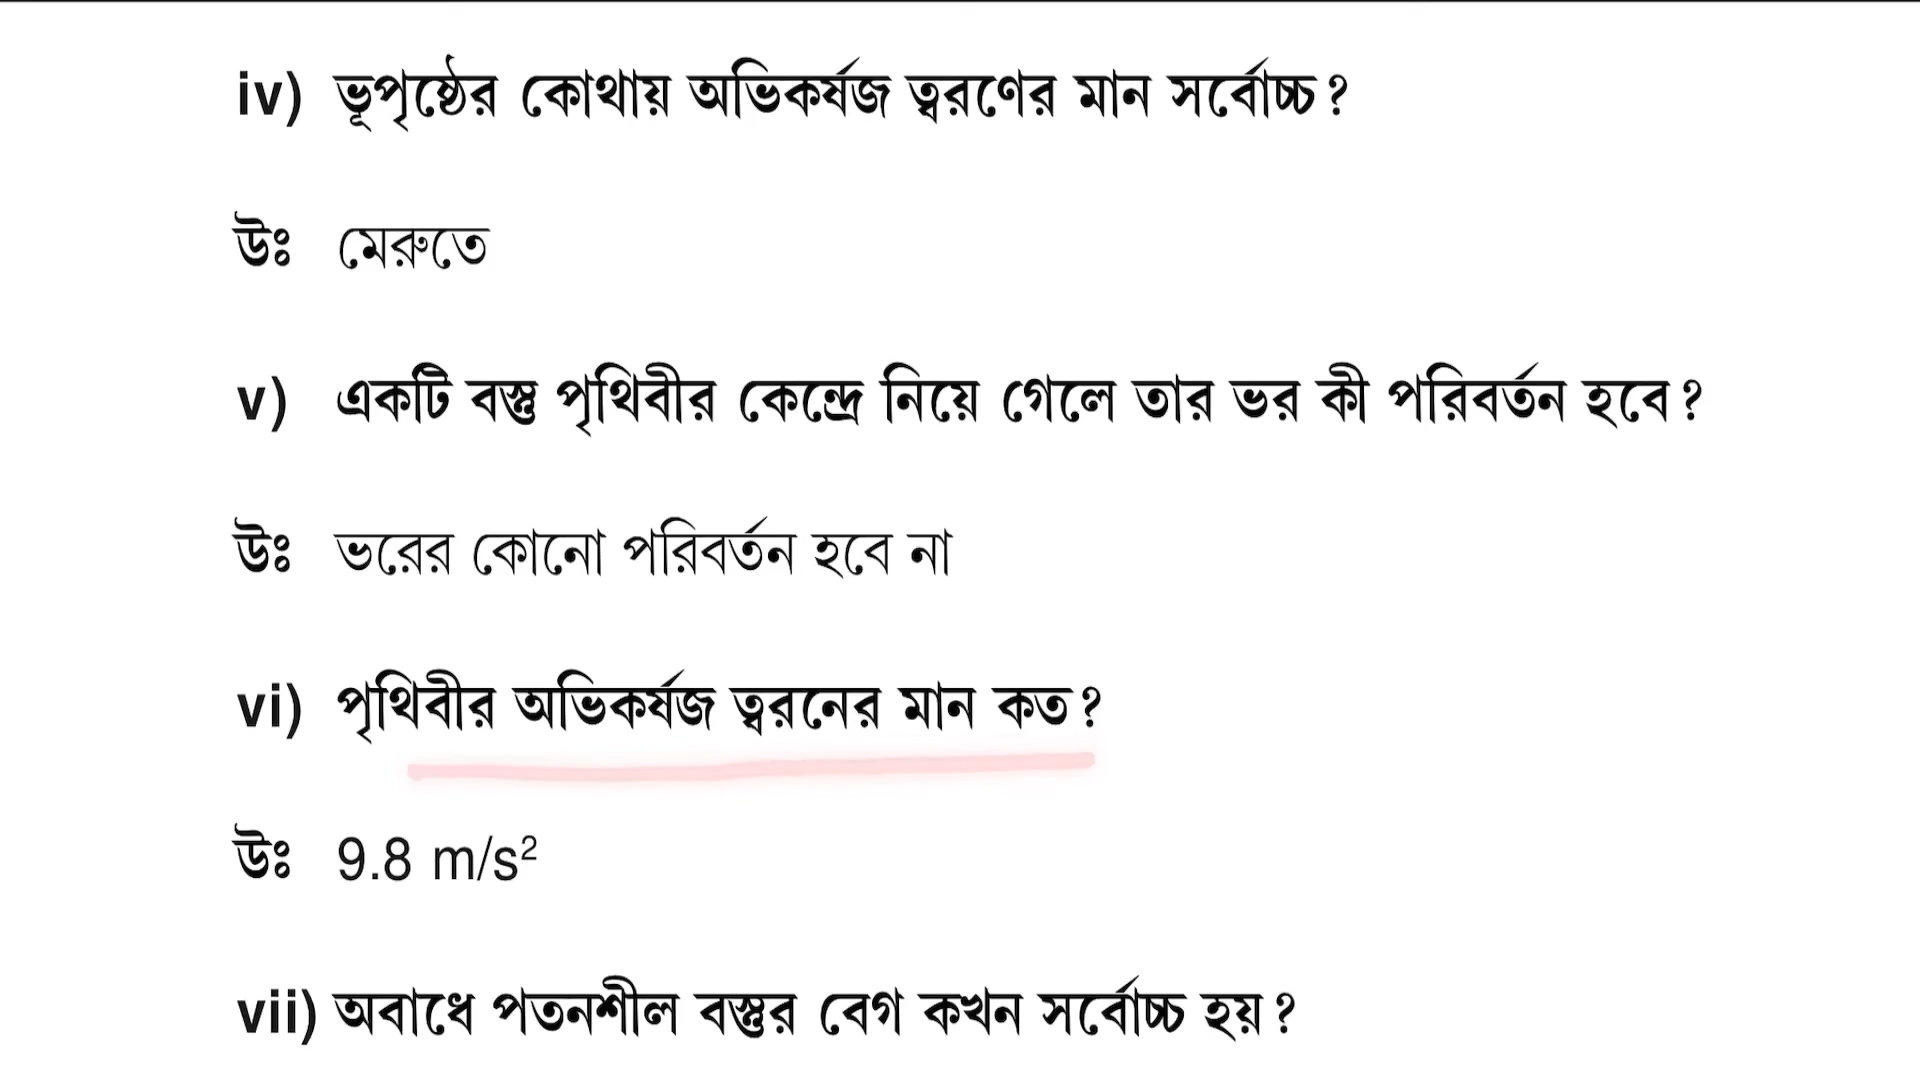 iv) ভূপৃষ্ঠের কোথায় অভিকর্ষজ ত্বরণের মান সর্বোচ্চ?
উঃ মেরুতে
v) একটি বস্তু পৃথিবীর কেন্দ্রে নিয়ে গেলে তার ভর কী পরিবর্তন হবে?
উঃ ভরের কোনো পরিবর্তন হবে না
vi) পৃথিবীর অভিকর্ষজ ত্বরনের মান কত?
উঃ 9.8 m/s²
vii) অবাধে পতনশীল বস্তুর বেগ কখন সর্বোচ্চ হয়?